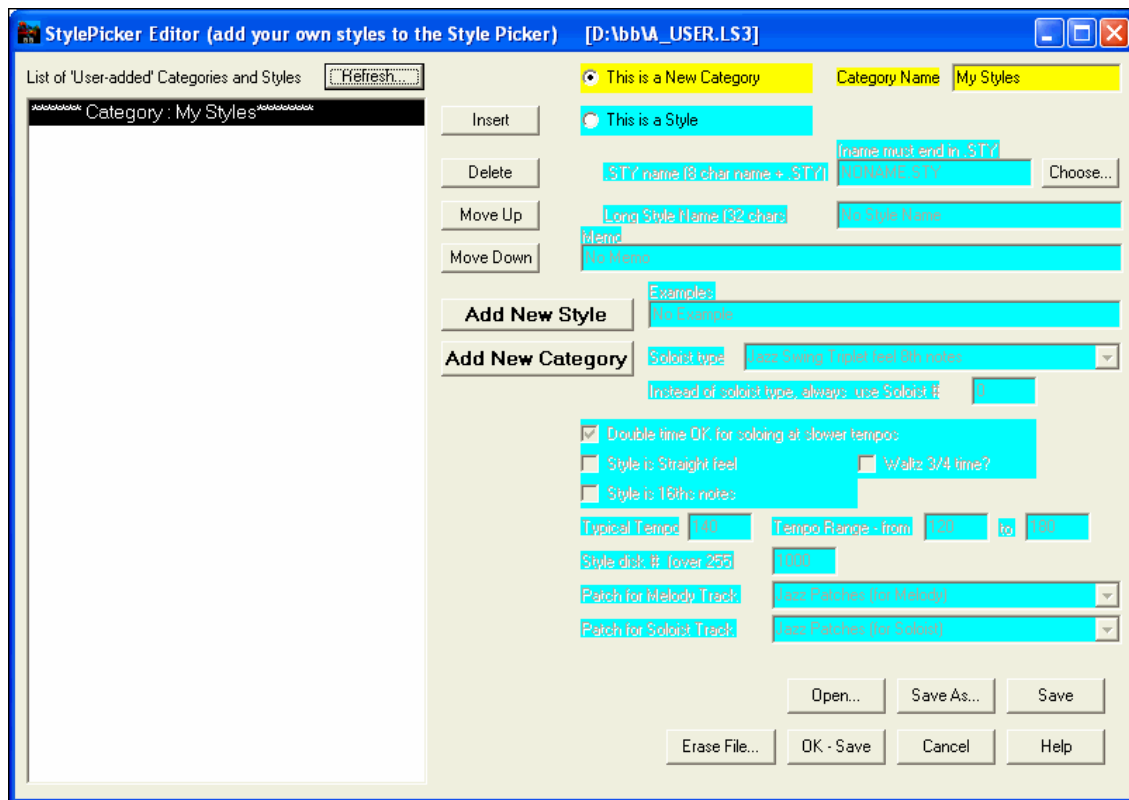 StylePicker Editor (add your own styles to the Style Picker) [D:\bb\A_USER.LS3]
List of 'User-added' Categories and Styles Refresh...
This is a New Category Category Name My Styles
******** Category : My Styles*********
Insert This is a Style
(name must end in .STY
Delete .STY name (8 char name + .STY) NONAME.STY Choose...
Move Up Long Style Name (32 chars No Style Name
Memo
Move Down No Memo
Examples
Add New Style No Example
Add New Category Soloist type Jazz Swing Triplet feel 8th notes
Instead of soloist type, always use Soloist # 0
Double time OK for soloing at slower tempos
Style is Straight feel Waltz 3/4 time?
Style is 16ths notes
Typical Tempo 140 Tempo Range - from 120 to 180
Style disk # (over 255 1000
Patch for Melody Track Jazz Patches (for Melody)
Patch for Soloist Track Jazz Patches (for Soloist)
Open... Save As... Save
Erase File... OK - Save Cancel Help